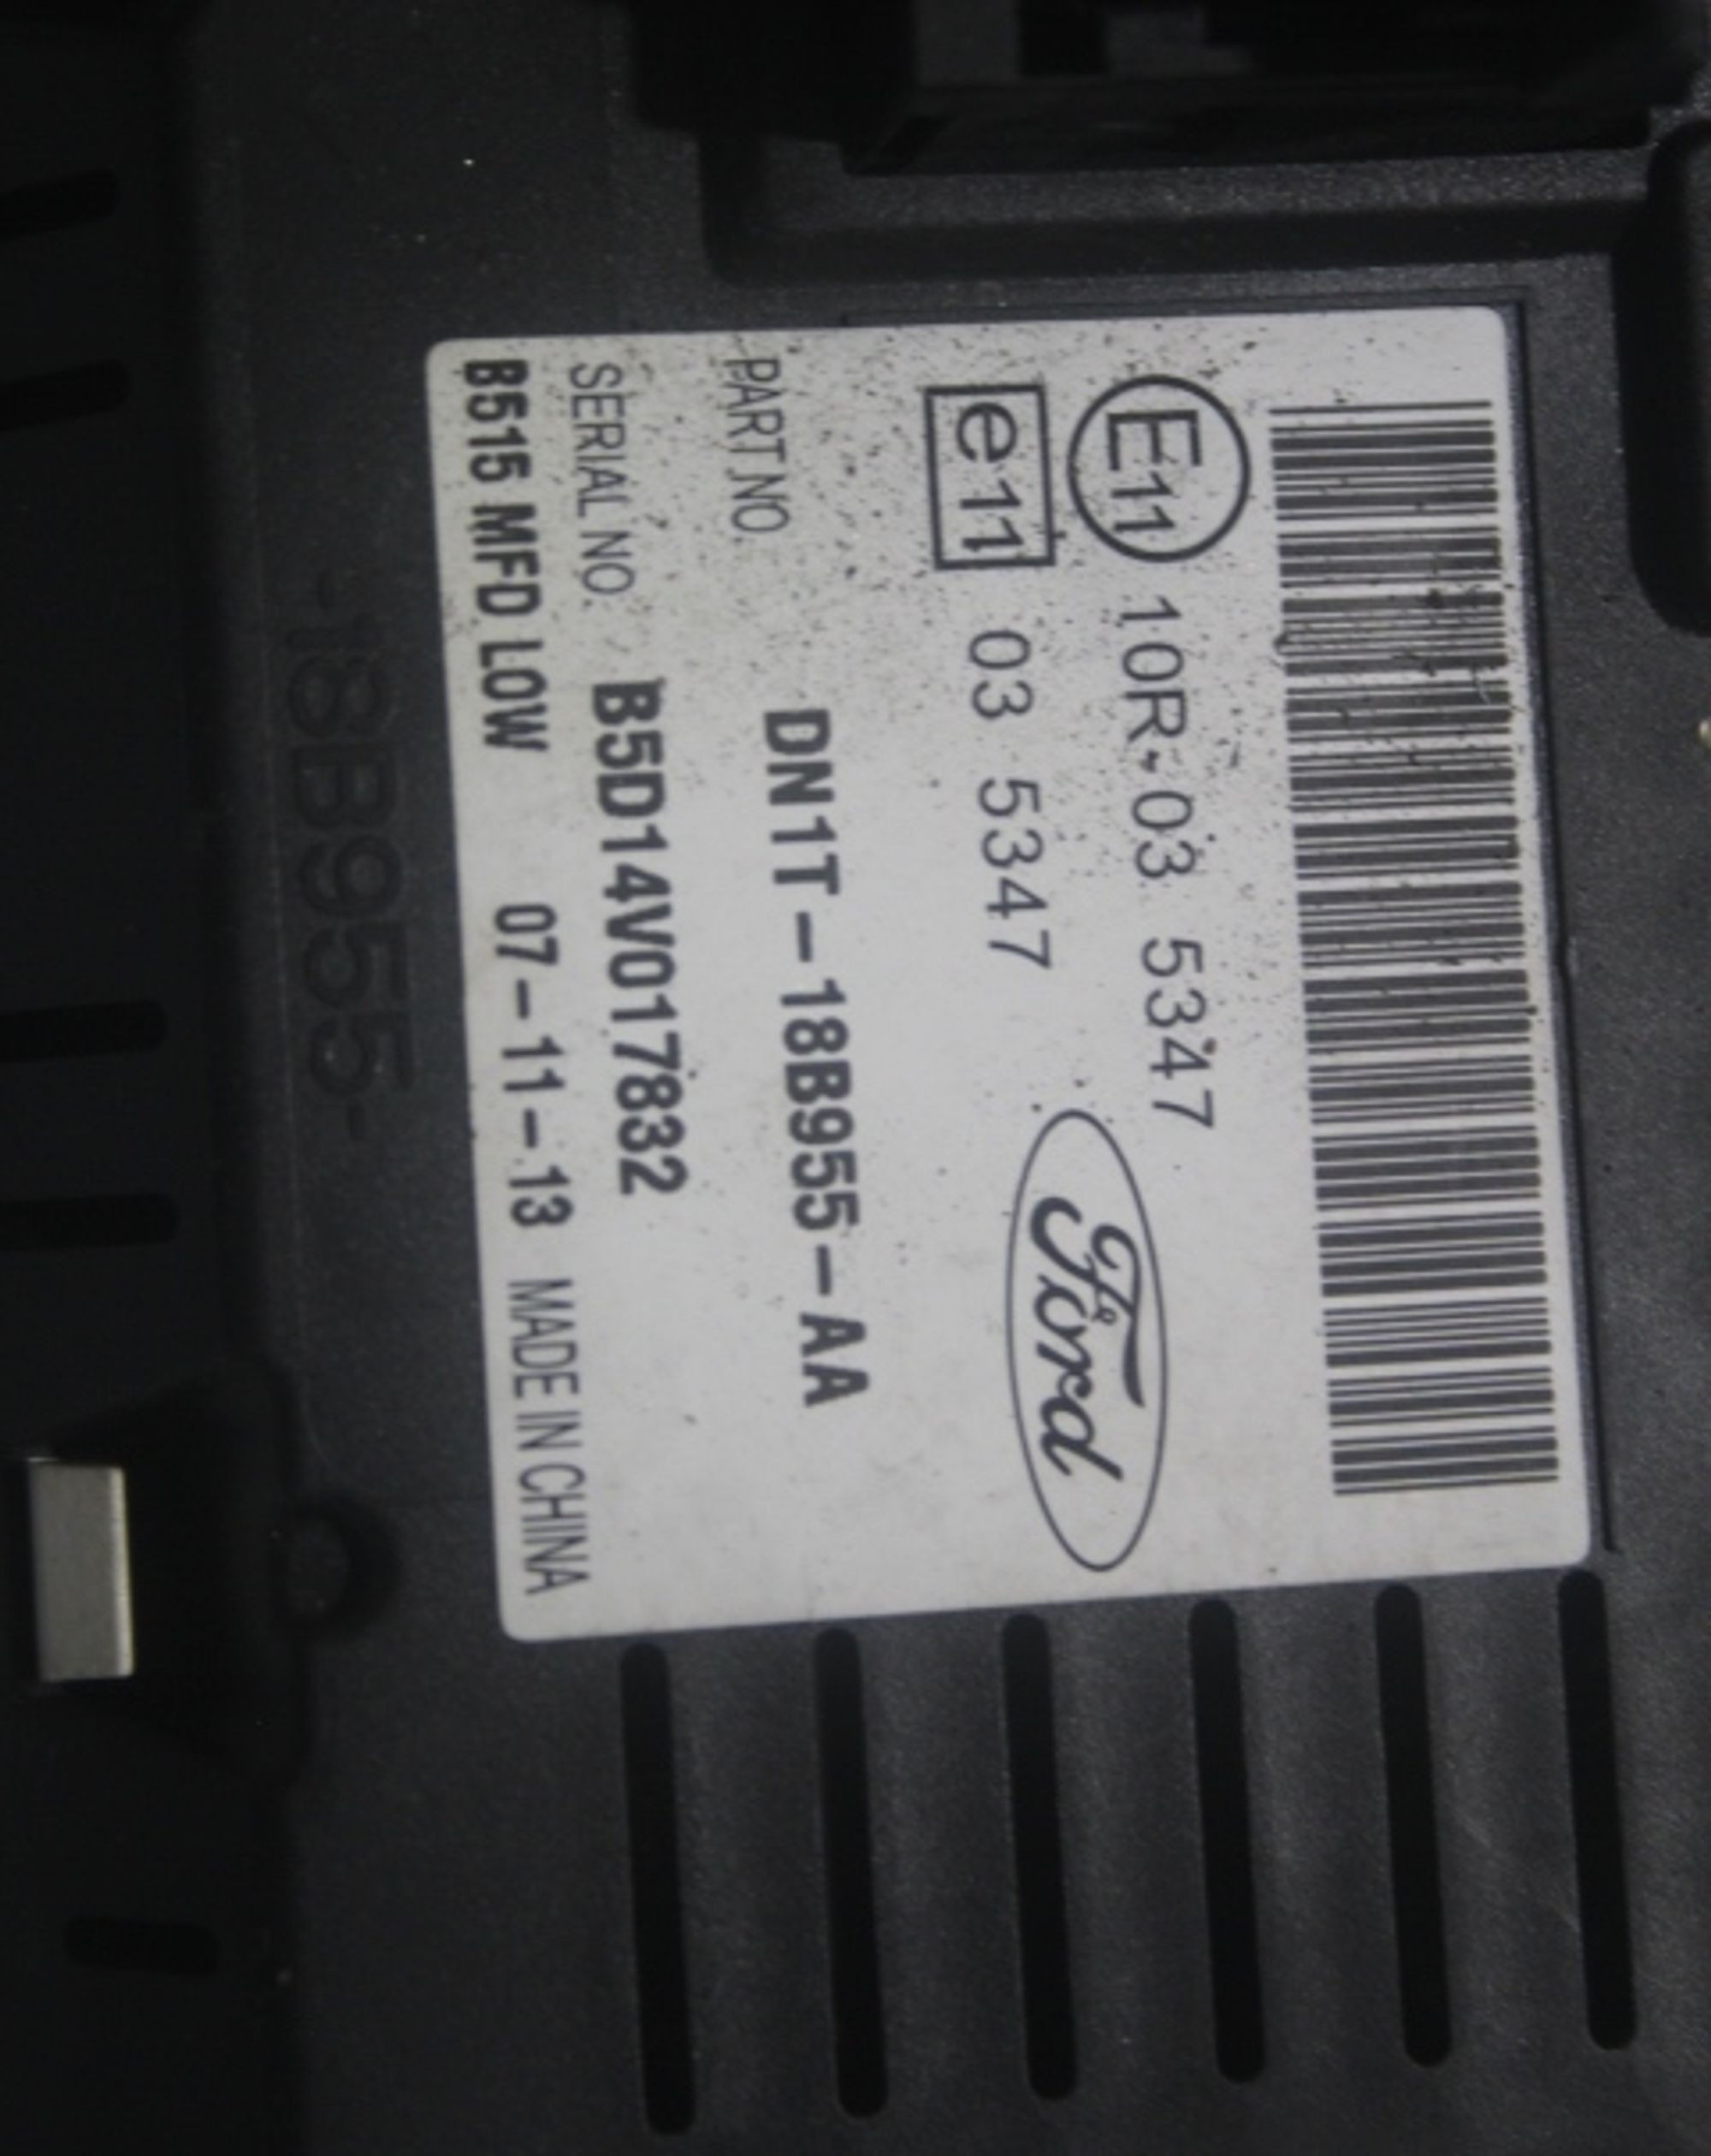 E11 10R-03 5347
e11 03 5347
Ford
PART.NO. DN1T-18B955-AA
SERIAL NO. B5D14V017832
B515 MFD LOW 07-11-13 MADE IN CHINA
-18B955-